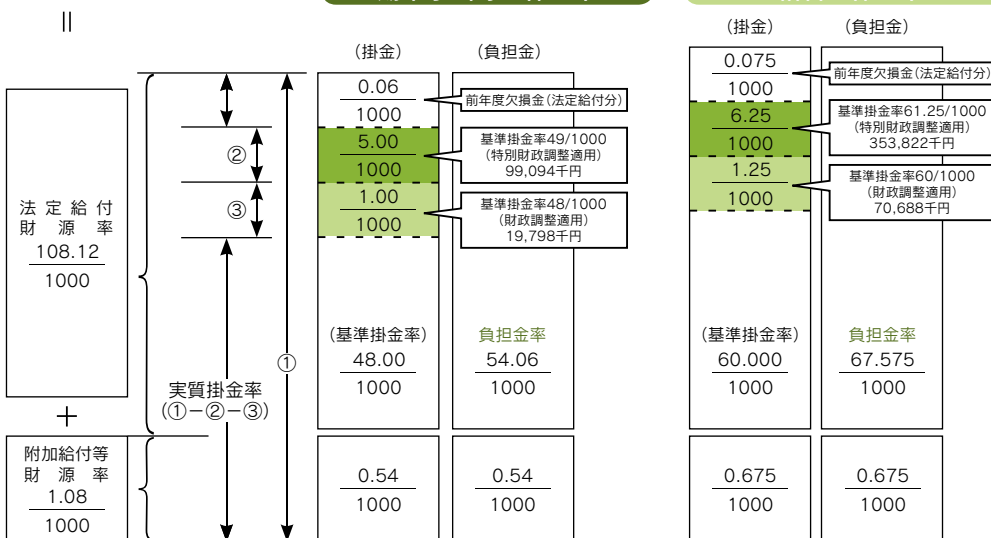 ||
(掛金)
(負担金)
(掛金)
(負担金)
法定給付
財源率
108.12
1000
+
附加給付等
財源率
1.08
1000
②
③
①
実質掛金率
(①−②−③)
0.06
1000
5.00
1000
1.00
1000
前年度欠損金(法定給付分)
基準掛金率49/1000
(特別財政調整適用)
99,094千円
基準掛金率48/1000
(財政調整適用)
19,798千円
(基準掛金率)
48.00
1000
負担金率
54.06
1000
0.54
1000
0.54
1000
0.075
1000
6.25
1000
1.25
1000
前年度欠損金(法定給付分)
基準掛金率61.25/1000
(特別財政調整適用)
353,822千円
基準掛金率60/1000
(財政調整適用)
70,688千円
(基準掛金率)
60.000
1000
負担金率
67.575
1000
0.675
1000
0.675
1000